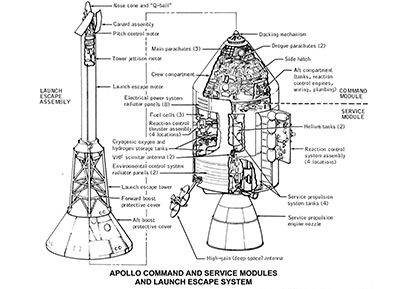 Nose cone and "Q-ball"
Canard assembly
Pitch control motor
Tower jettison motor
LAUNCH
ESCAPE
ASSEMBLY
Launch escape motor
Launch escape tower
Forward boost
protective cover
Aft boost
protective cover
Docking mechanism
Drogue parachutes (2)
Main parachutes (3)
Side hatch
Crew compartment
Aft compartment
(tanks, reaction
control engines,
wiring, plumbing)
COMMAND
MODULE
SERVICE
MODULE
Electrical power system
radiator panels (8)
Fuel cells (3)
Reaction control
thruster assembly
(4 locations)
Cryogenic oxygen and
hydrogen storage tanks
VHF scimitar antenna (2)
Environmental control system
radiator panels (2)
Helium tanks (2)
Reaction control
system assembly
(4 locations)
Service propulsion
system tanks (4)
Service propulsion
engine nozzle
High-gain (deep space) antenna
APOLLO COMMAND AND SERVICE MODULES
AND LAUNCH ESCAPE SYSTEM